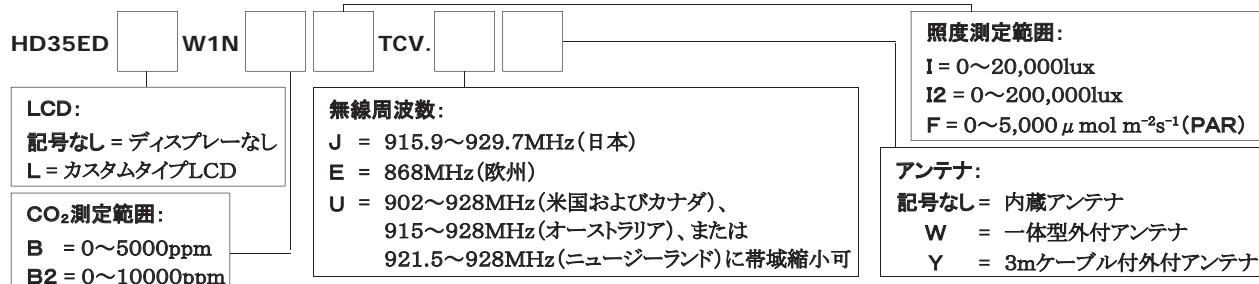 HD35ED W1N TCV.
LCD:
記号なし = ディスプレーなし
L = カスタムタイプLCD
CO₂測定範囲:
B = 0～5000ppm
B2 = 0～10000ppm
無線周波数:
J = 915.9～929.7MHz(日本)
E = 868MHz(欧州)
U = 902～928MHz(米国およびカナダ)、
915～928MHz(オーストラリア)、または
921.5～928MHz(ニュージーランド)に帯域縮小可
照度測定範囲:
I = 0～20,000lux
I2 = 0～200,000lux
F = 0～5,000 μ mol m⁻²s⁻¹(PAR)
アンテナ:
記号なし = 内蔵アンテナ
W = 一体型外付アンテナ
Y = 3mケーブル付外付アンテナ